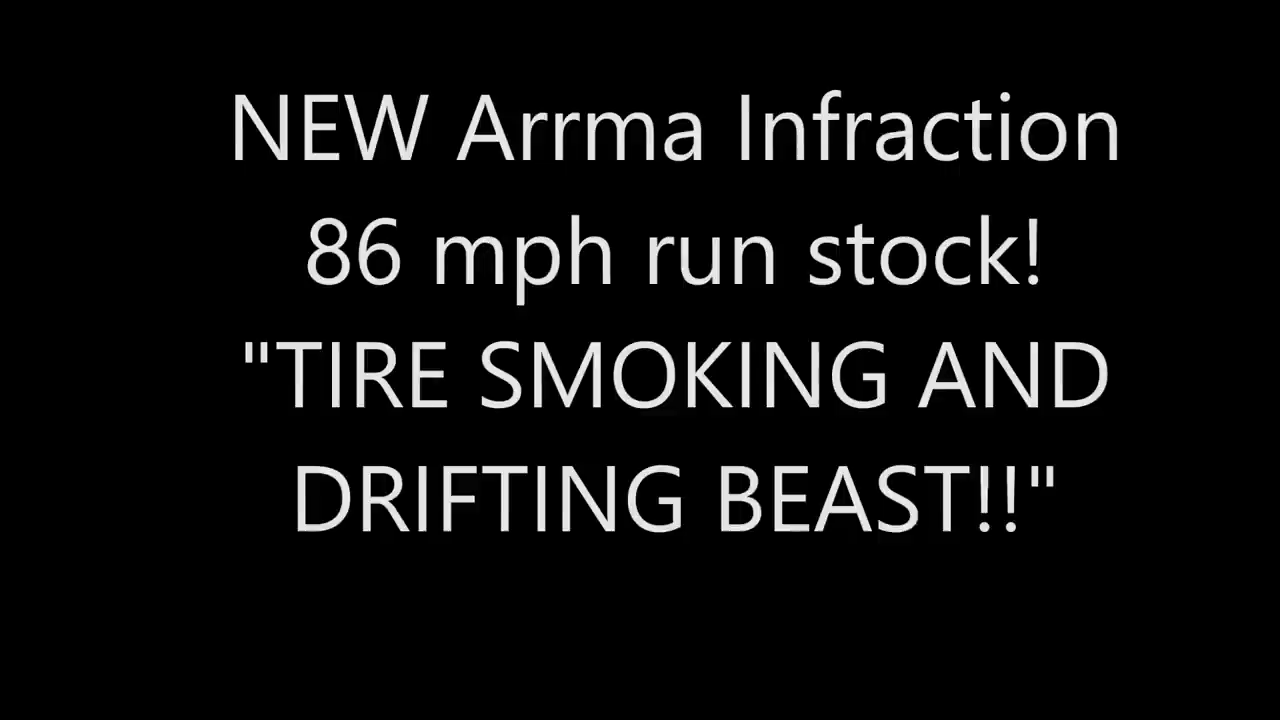 NEW Arrma Infraction
86 mph run stock!
"TIRE SMOKING AND
DRIFTING BEAST!!"